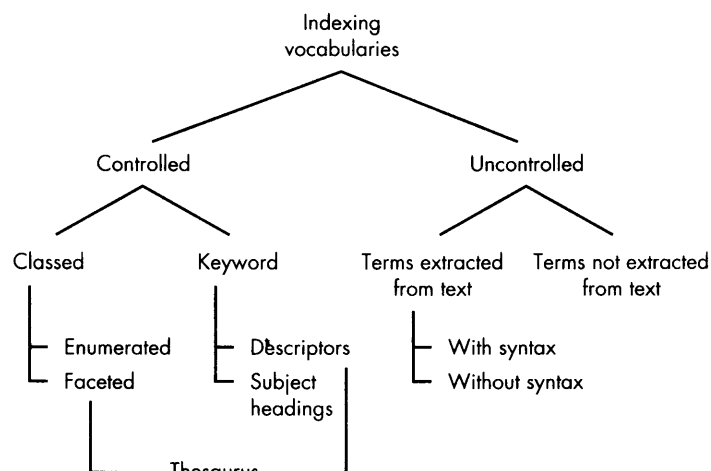 Indexing
vocabularies
Controlled
Uncontrolled
Classed
Keyword
Terms extracted
from text
Terms not extracted
from text
Enumerated
Faceted
Descriptors
Subject
headings
With syntax
Without syntax
Thesaurus